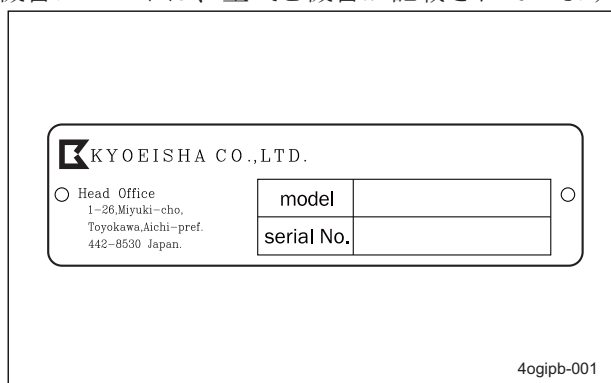 KYOEISHA CO.,LTD.
Head Office
1-26,Miyuki-cho,
Toyokawa,Aichi-pref.
442-8530 Japan.
model
serial No.
4ogipb-001